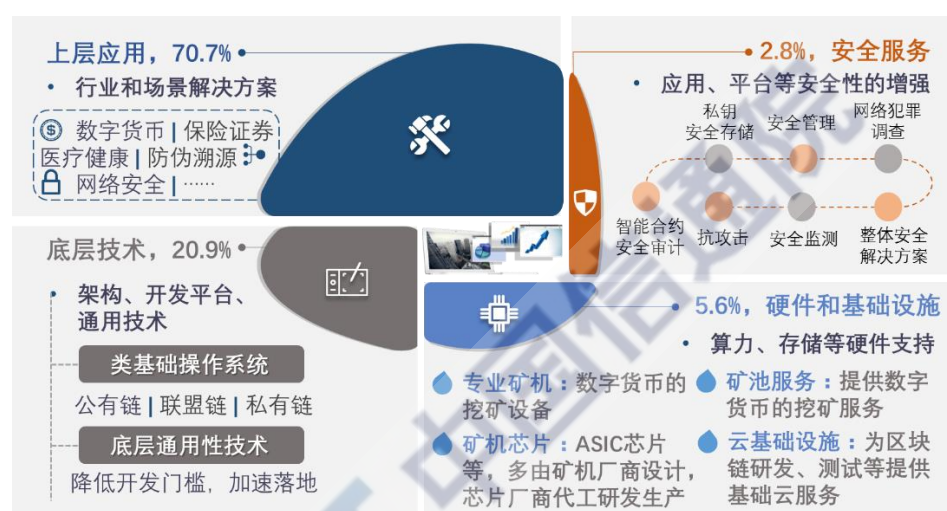 上层应用，70.7%
• 行业和场景解决方案
数字货币 | 保险证券
医疗健康 | 防伪溯源
网络安全 | ……
2.8%，安全服务
• 应用、平台等安全性的增强
私钥
安全存储
安全管理
网络犯罪
调查
智能合约
安全审计
抗攻击
安全监测
整体安全
解决方案
底层技术，20.9%
• 架构、开发平台、
通用技术
类基础操作系统
公有链 | 联盟链 | 私有链
底层通用性技术
降低开发门槛，加速落地
5.6%，硬件和基础设施
• 算力、存储等硬件支持
专业矿机：数字货币的
挖矿设备
矿机芯片：ASIC芯片
等，多由矿机厂商设计，
芯片厂商代工研发生产
矿池服务：提供数字
货币的挖矿服务
云基础设施：为区块
链研发、测试等提供
基础云服务
中国信通院